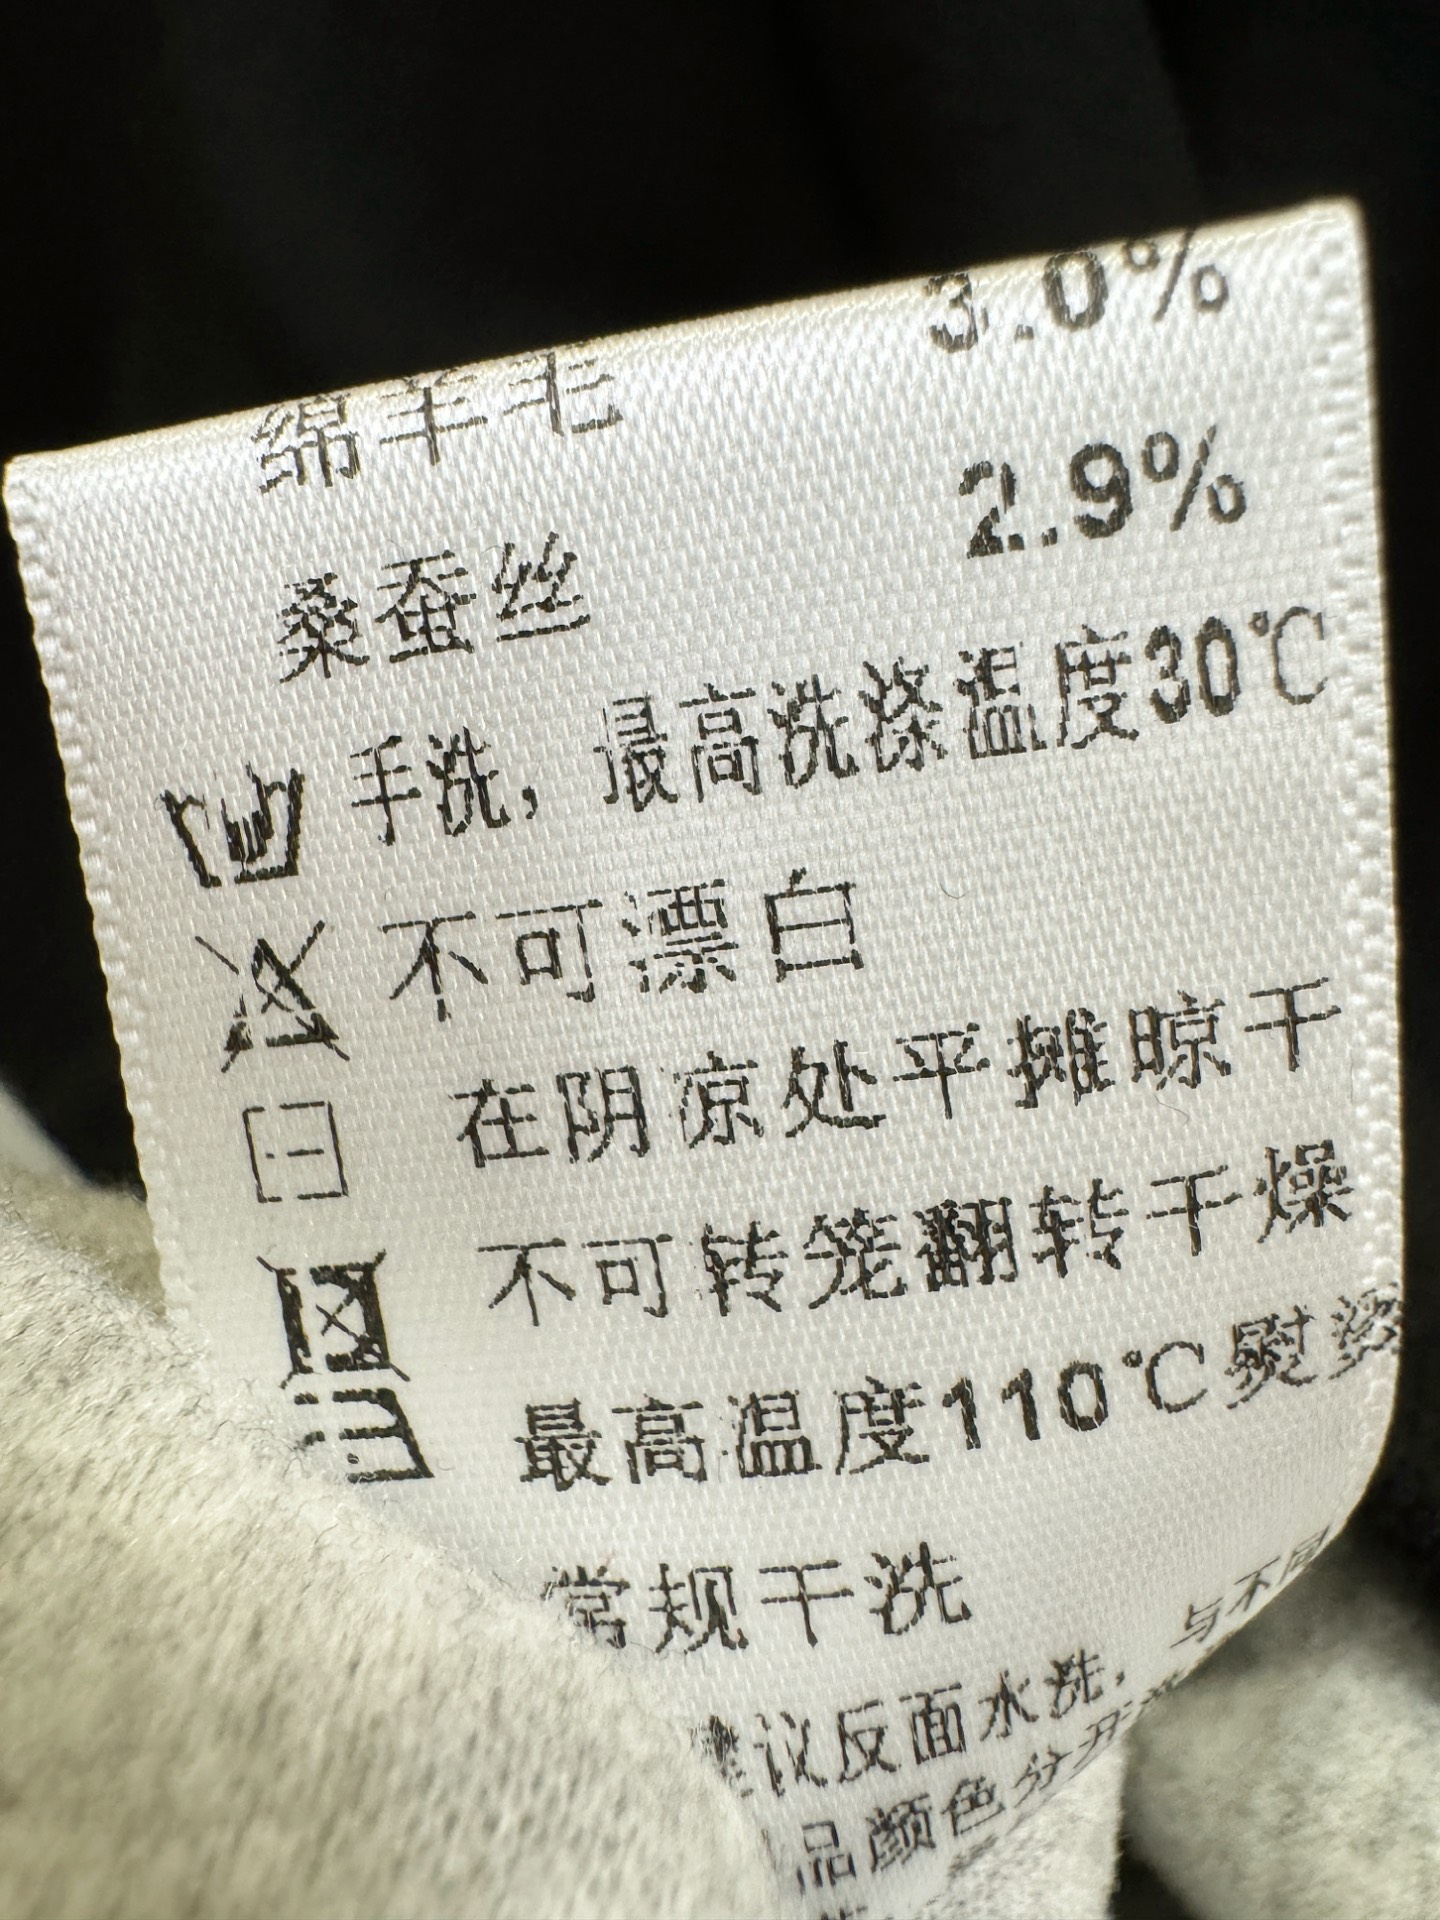 绵羊毛 3.0%
桑蚕丝 2.9%
手洗，最高洗涤温度30℃
不可漂白
在阴凉处平摊晾干
不可转笼翻转干燥
最高温度110℃熨烫
常规干洗
议反面水洗，与不同
品颜色分开